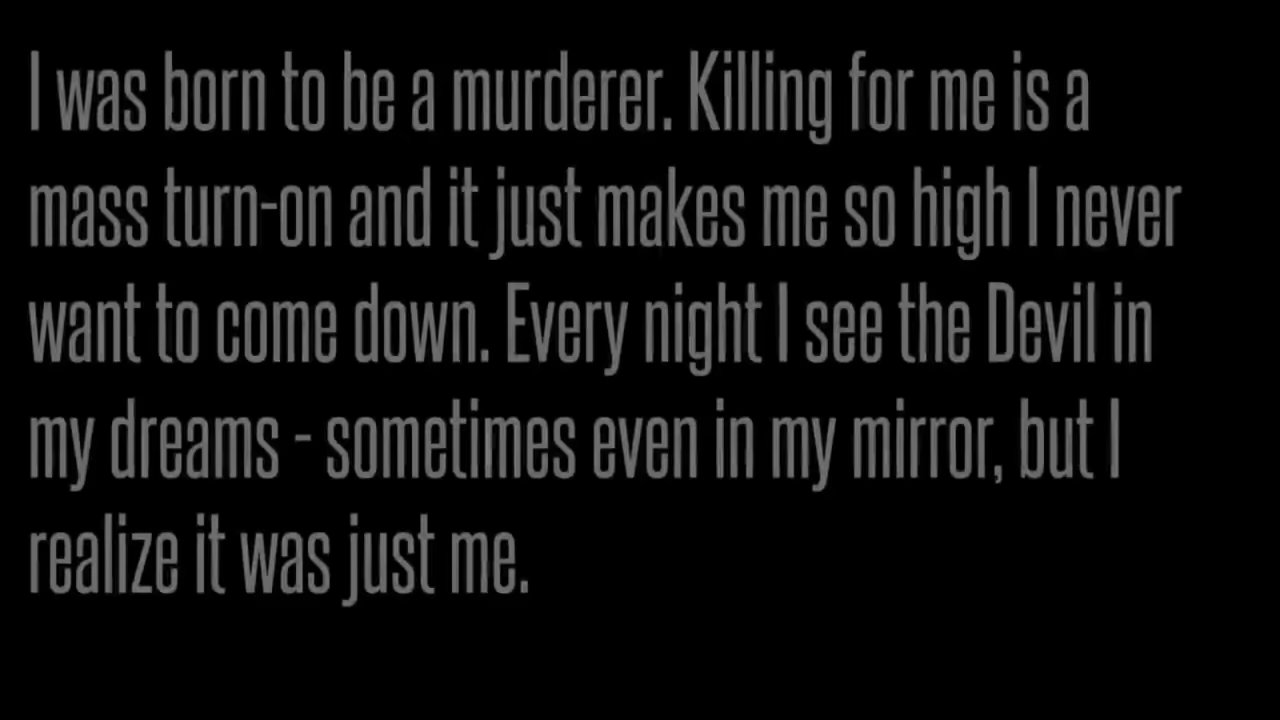 I was born to be a murderer. Killing for me is a
mass turn-on and it just makes me so high I never
want to come down. Every night I see the Devil in
my dreams - sometimes even in my mirror, but I
realize it was just me.